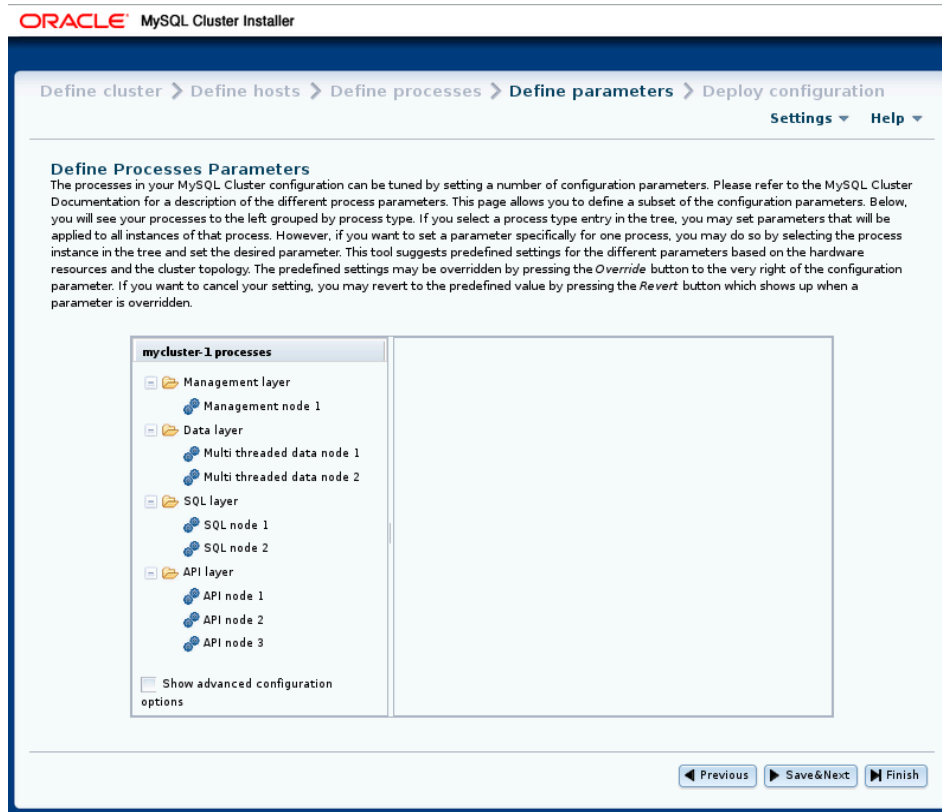 ORACLE MySQL Cluster Installer
Define cluster > Define hosts > Define processes > Define parameters > Deploy configuration
Settings Help
Define Processes Parameters
The processes in your MySQL Cluster configuration can be tuned by setting a number of configuration parameters. Please refer to the MySQL Cluster
Documentation for a description of the different process parameters. This page allows you to define a subset of the configuration parameters. Below,
you will see your processes to the left grouped by process type. If you select a process type entry in the tree, you may set parameters that will be
applied to all instances of that process. However, if you want to set a parameter specifically for one process, you may do so by selecting the process
instance in the tree and set the desired parameter. This tool suggests predefined settings for the different parameters based on the hardware
resources and the cluster topology. The predefined settings may be overridden by pressing the Override button to the very right of the configuration
parameter. If you want to cancel your setting, you may revert to the predefined value by pressing the Revert button which shows up when a
parameter is overridden.
mycluster-1 processes
Management layer
Management node 1
Data layer
Multi threaded data node 1
Multi threaded data node 2
SQL layer
SQL node 1
SQL node 2
API layer
API node 1
API node 2
API node 3
Show advanced configuration
options
Previous Save&Next Finish